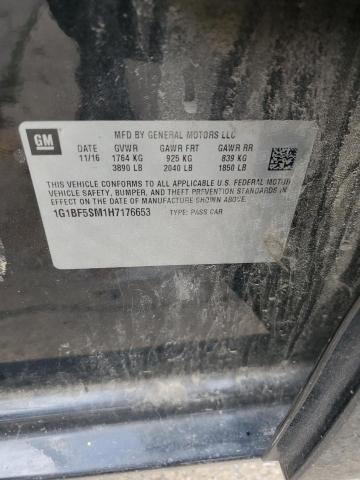 GM
MFD BY GENERAL MOTORS LLC
DATE GVWR GAWR FRT GAWR RR
11/16 1764 KG 925 KG 839 KG
3890 LB 2040 LB 1850 LB
THIS VEHICLE CONFORMS TO ALL APPLICABLE U.S. FEDERAL MOTOR
VEHICLE SAFETY, BUMPER, AND THEFT PREVENTION STANDARDS IN
EFFECT ON THE DATE OF MANUFACTURE SHOWN ABOVE.
1G1BF5SM1H7176653 TYPE: PASS CAR